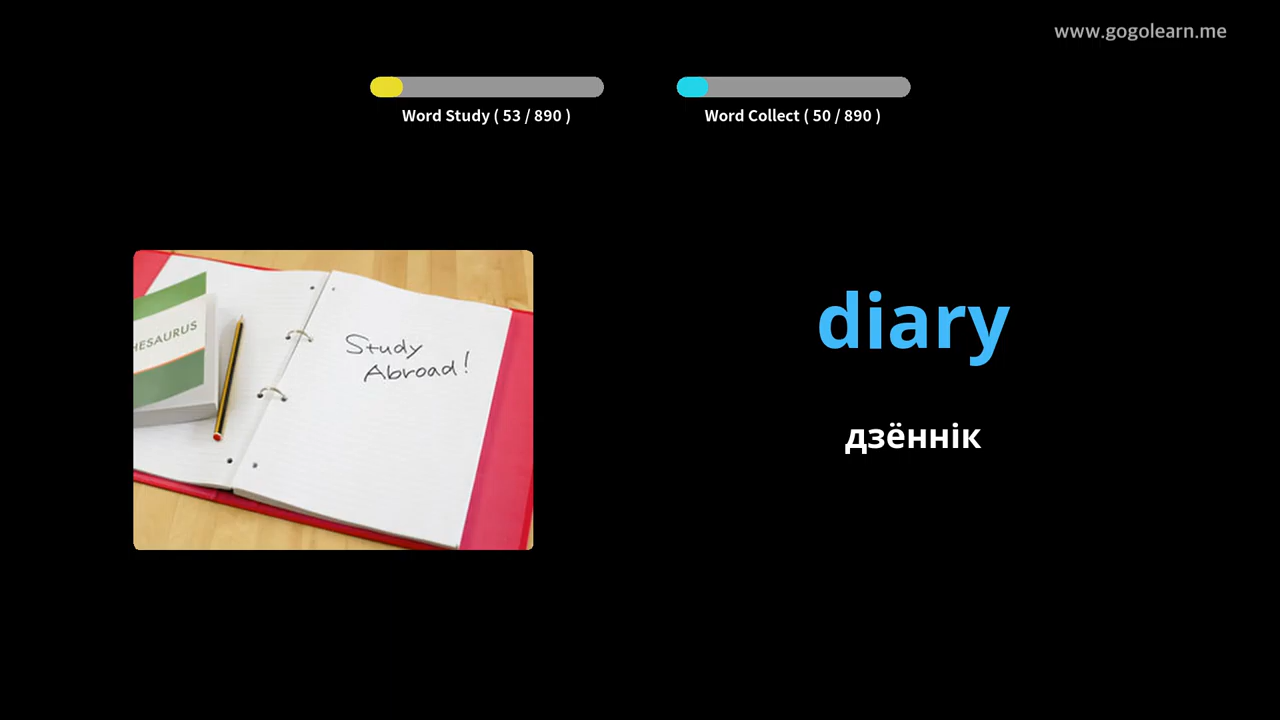 www.gogolearn.me
Word Study ( 53 / 890 )
Word Collect ( 50 / 890 )
HESAURUS
Study
Abroad!
diary
дзённік